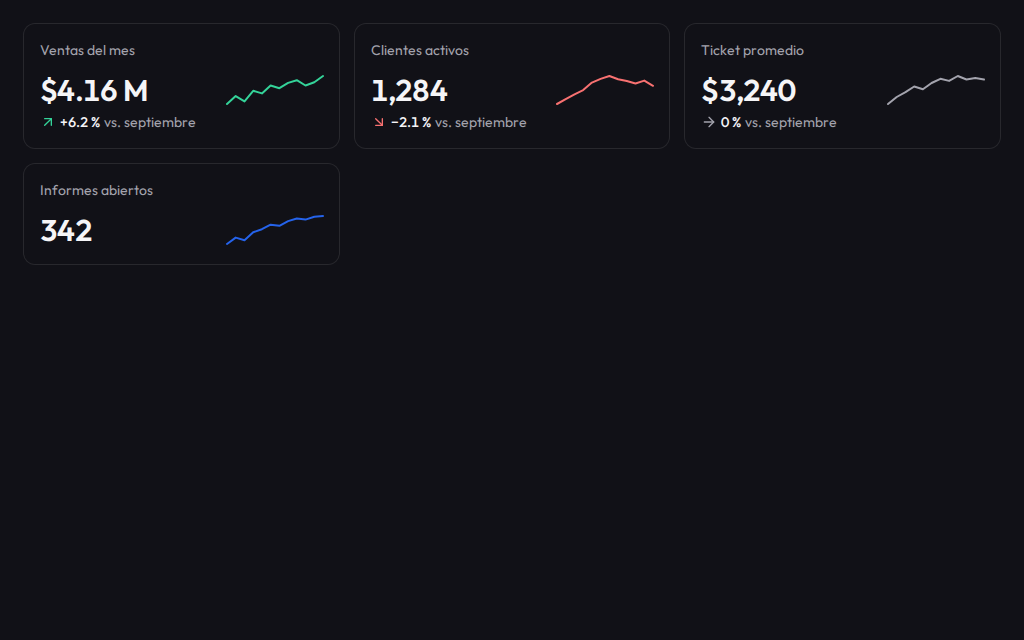 Ventas del mes
$4.16 M
+6.2 % vs. septiembre
Clientes activos
1,284
−2.1 % vs. septiembre
Ticket promedio
$3,240
0 % vs. septiembre
Informes abiertos
342